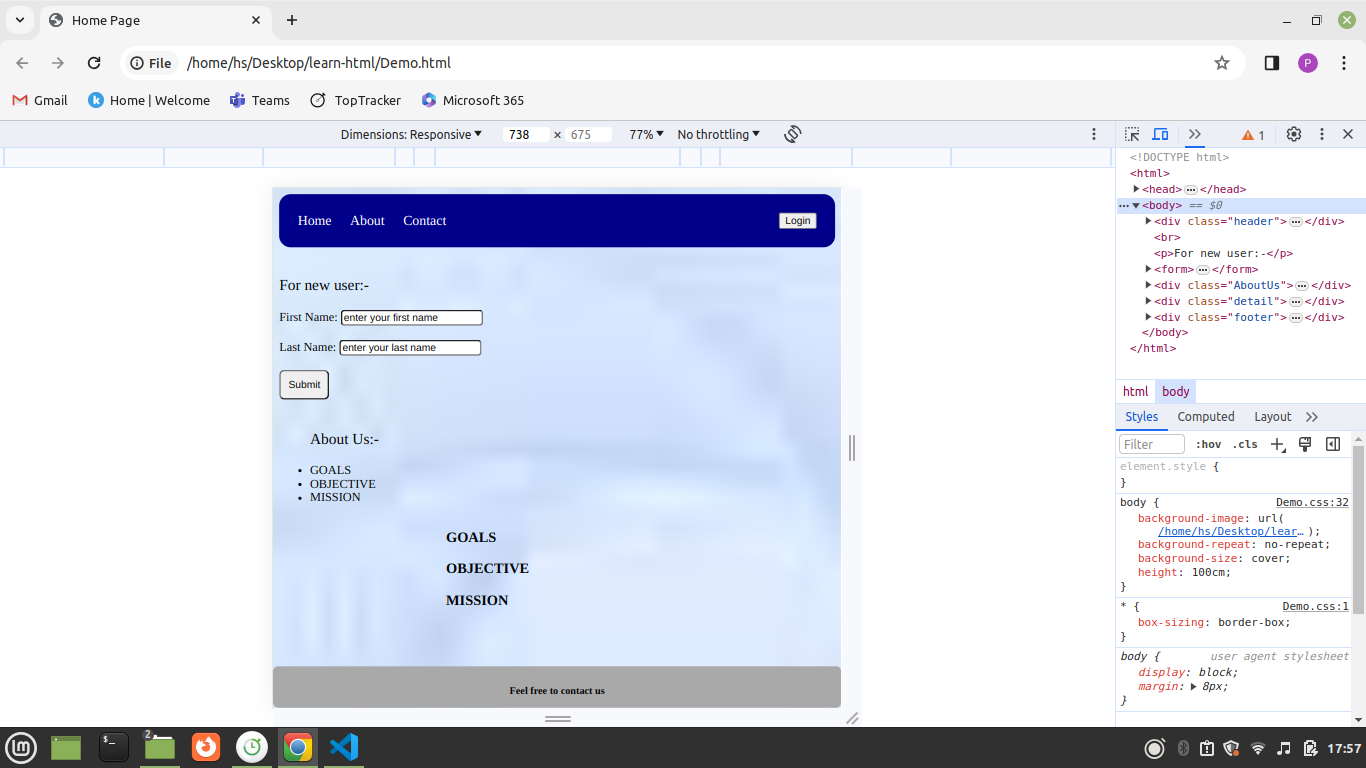 Home Page
File
/home/hs/Desktop/learn-html/Demo.html
P
Gmail
Home | Welcome
Teams
TopTracker
Microsoft 365
Dimensions: Responsive
738
×
675
77%
No throttling
1
Home
About
Contact
Login
For new user:-
First Name: enter your first name
Last Name: enter your last name
Submit
About Us:-
• GOALS
• OBJECTIVE
• MISSION
GOALS
OBJECTIVE
MISSION
Feel free to contact us
<!DOCTYPE html>
<html>
<head> … </head>
<body> == $0
<div class="header"> … </div>
<br>
<p>For new user:-</p>
<form> … </form>
<div class="AboutUs"> … </div>
<div class="detail"> … </div>
<div class="footer"> … </div>
</body>
</html>
html
body
Styles
Computed
Layout
Filter
:hov
.cls
element.style {
}
body {
Demo.css:32
background-image: url(
/home/hs/Desktop/lear… );
background-repeat: no-repeat;
background-size: cover;
height: 100cm;
}
* {
Demo.css:1
box-sizing: border-box;
}
body {
user agent stylesheet
display: block;
margin: 8px;
}
2
$_
17:57